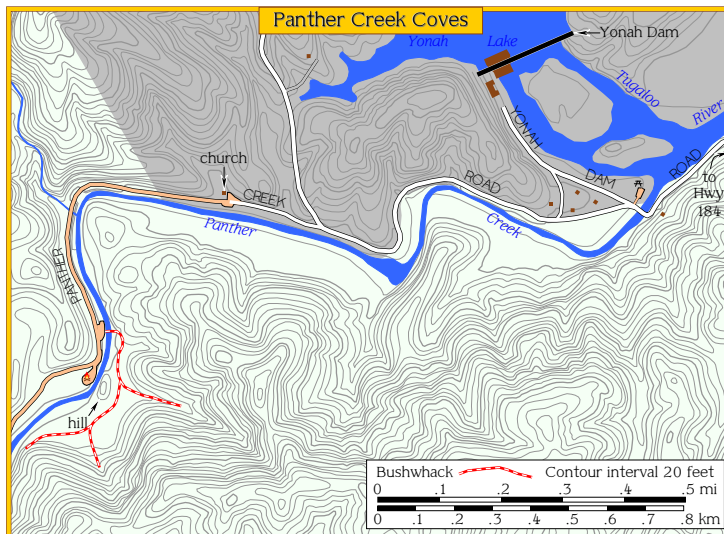 Panther Creek Coves
Yonah Lake
Yonah Dam
Tugaloo
River
YONAH
DAM
ROAD
to
Hwy
184
church
CREEK
ROAD
Panther
Creek
PANTHER
hill
Bushwhack
Contour interval 20 feet
0 .1 .2 .3 .4 .5 mi
0 .1 .2 .3 .4 .5 .6 .7 .8 km